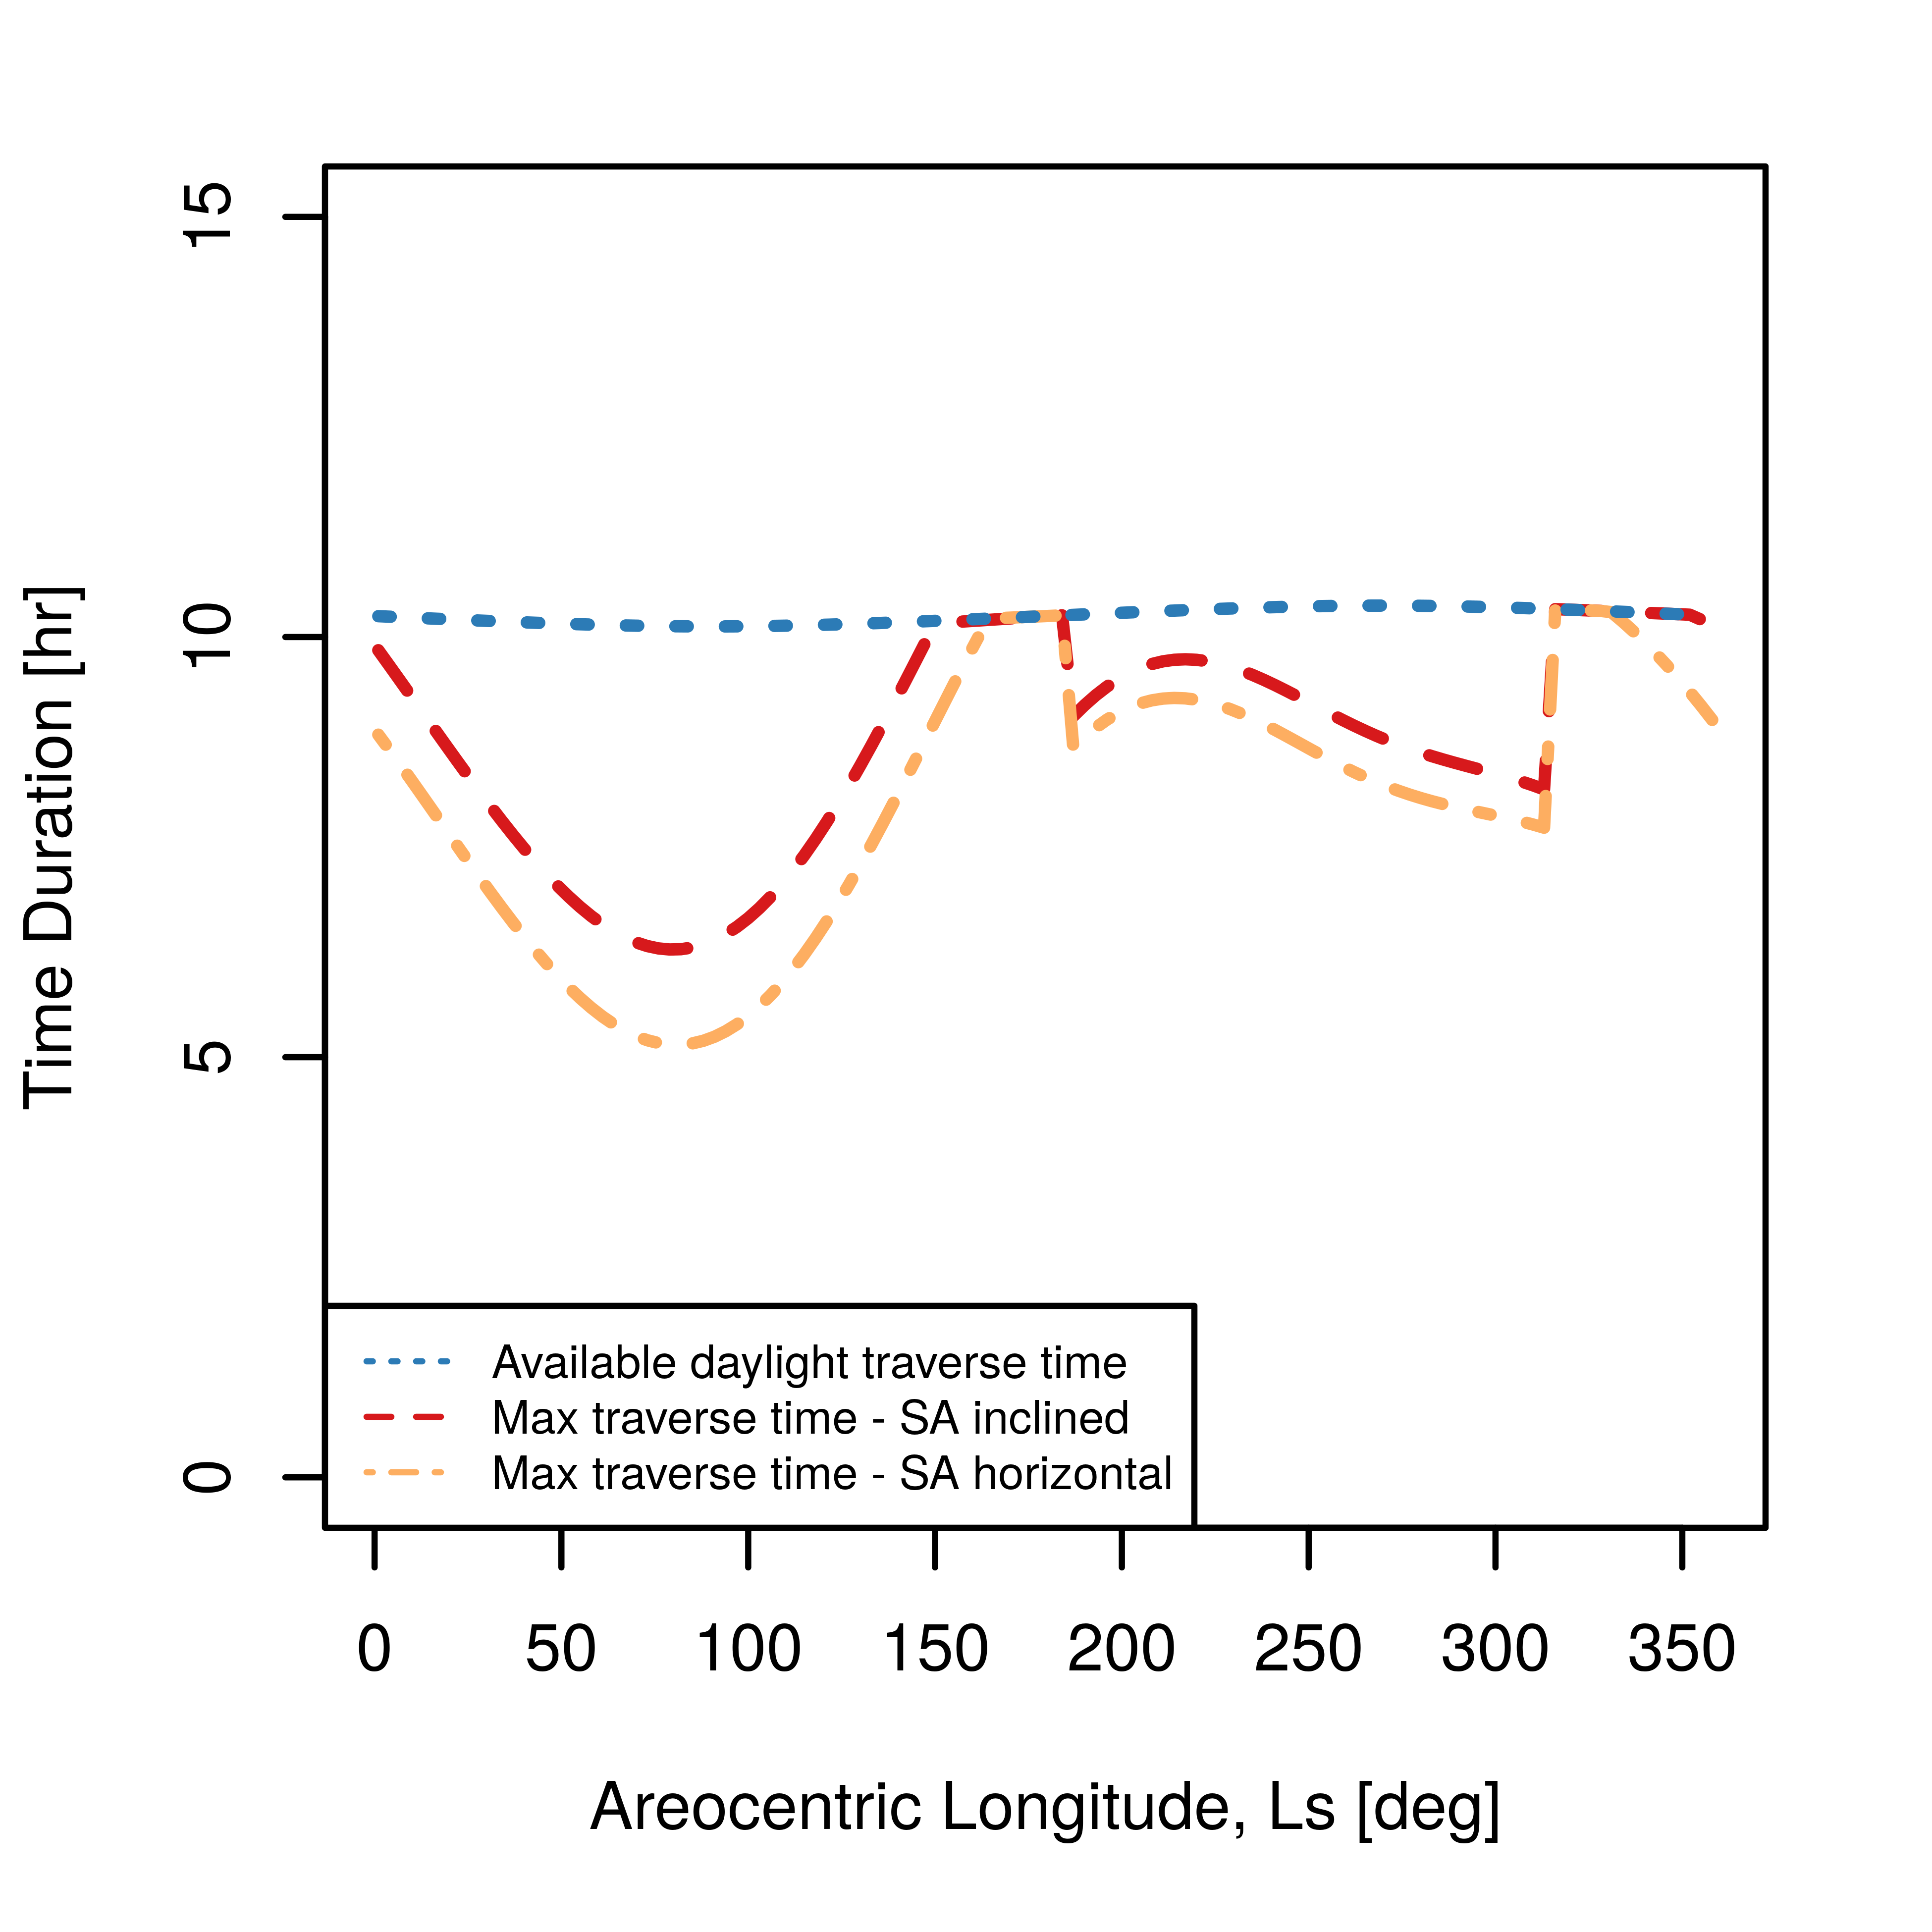 15
10
5
0
Time Duration [hr]
Available daylight traverse time
Max traverse time - SA inclined
Max traverse time - SA horizontal
0 50 100 150 200 250 300 350
Areocentric Longitude, Ls [deg]